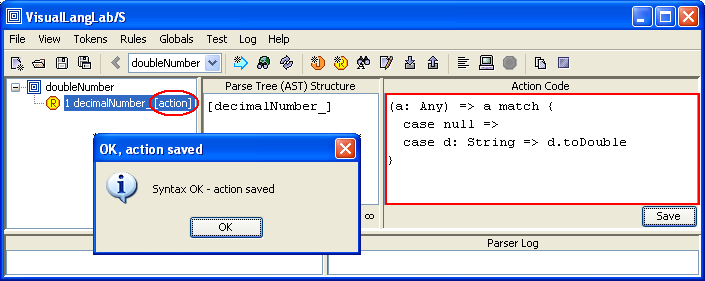 VisualLangLab/S
File View Tokens Rules Globals Test Log Help
doubleNumber
doubleNumber
1 decimalNumber_ [action]
Parse Tree (AST) Structure
[decimalNumber_]
Action Code
(a: Any) => a match {
case null =>
case d: String => d.toDouble
}
OK, action saved
Syntax OK - action saved
OK
∞
Save
Parser Log